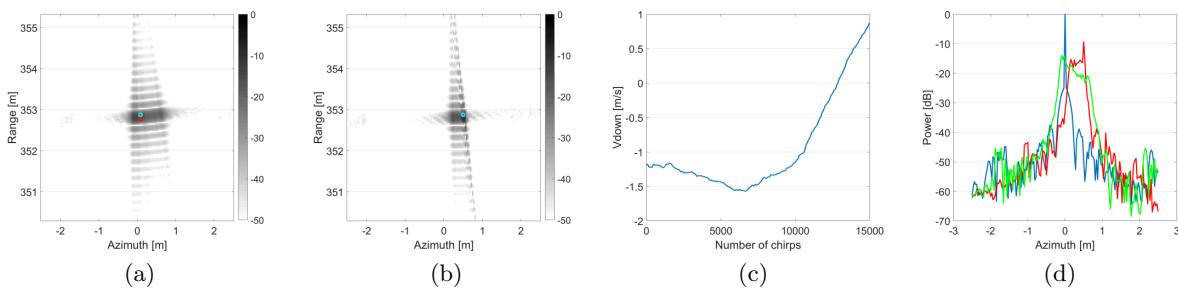 355
354
353
352
351
Range [m]
-2 -1 0 1 2
Azimuth [m]
0
-10
-20
-30
-40
-50
(a)
355
354
353
352
351
Range [m]
-2 -1 0 1 2
Azimuth [m]
0
-10
-20
-30
-40
-50
(b)
1
0.5
0
-0.5
-1
-1.5
-2
Vdown [m/s]
0 5000 10000 15000
Number of chirps
(c)
0
-10
-20
-30
-40
-50
-60
-70
Power [dB]
-3 -2 -1 0 1 2 3
Azimuth [m]
(d)